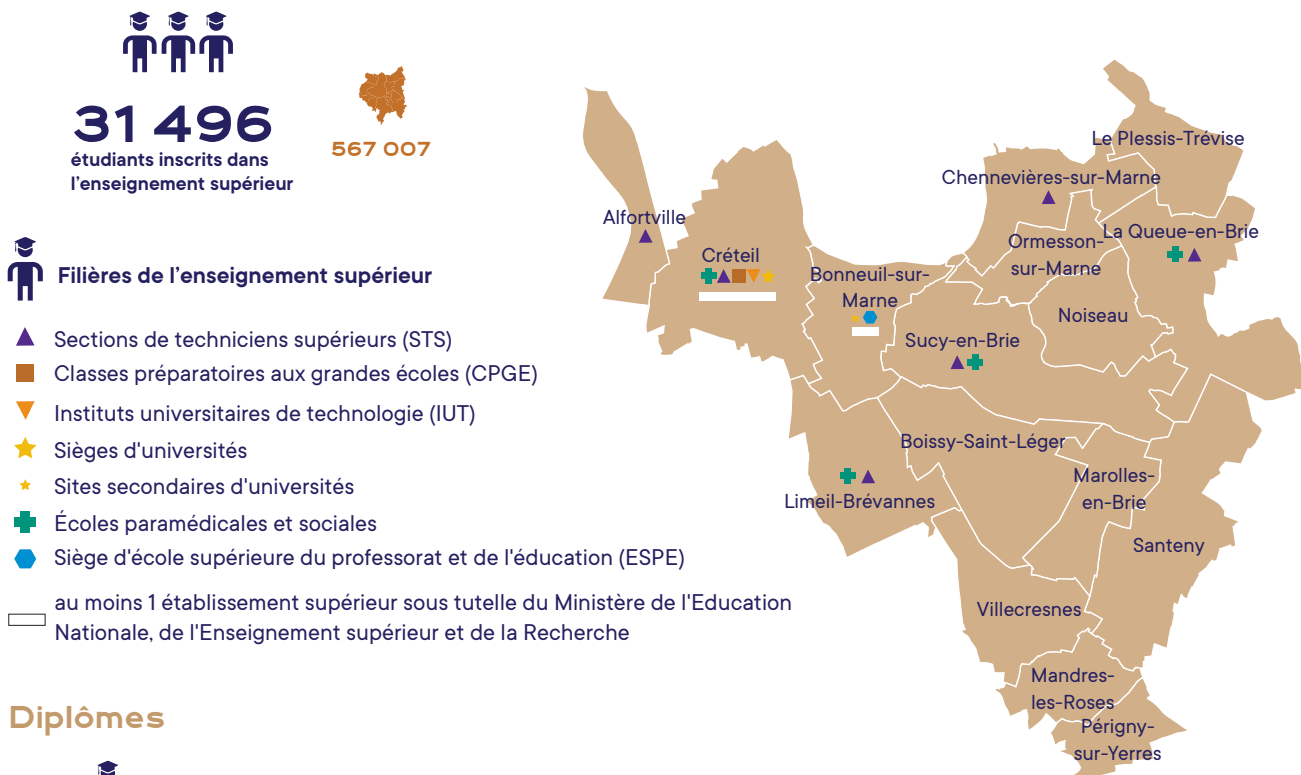 31 496
étudiants inscrits dans
l’enseignement supérieur
567 007
Filières de l’enseignement supérieur
Sections de techniciens supérieurs (STS)
Classes préparatoires aux grandes écoles (CPGE)
Instituts universitaires de technologie (IUT)
Sièges d'universités
Sites secondaires d'universités
Écoles paramédicales et sociales
Siège d'école supérieure du professorat et de l'éducation (ESPE)
au moins 1 établissement supérieur sous tutelle du Ministère de l'Education
Nationale, de l'Enseignement supérieur et de la Recherche
Diplômes
Le Plessis-Trévise
Chennevières-sur-Marne
Alfortville
La Queue-en-Brie
Ormesson-
sur-Marne
Créteil
Bonneuil-sur-
Marne
Noiseau
Sucy-en-Brie
Boissy-Saint-Léger
Marolles-
en-Brie
Limeil-Brévannes
Santeny
Villecresnes
Mandres-
les-Roses
Périgny-
sur-Yerres